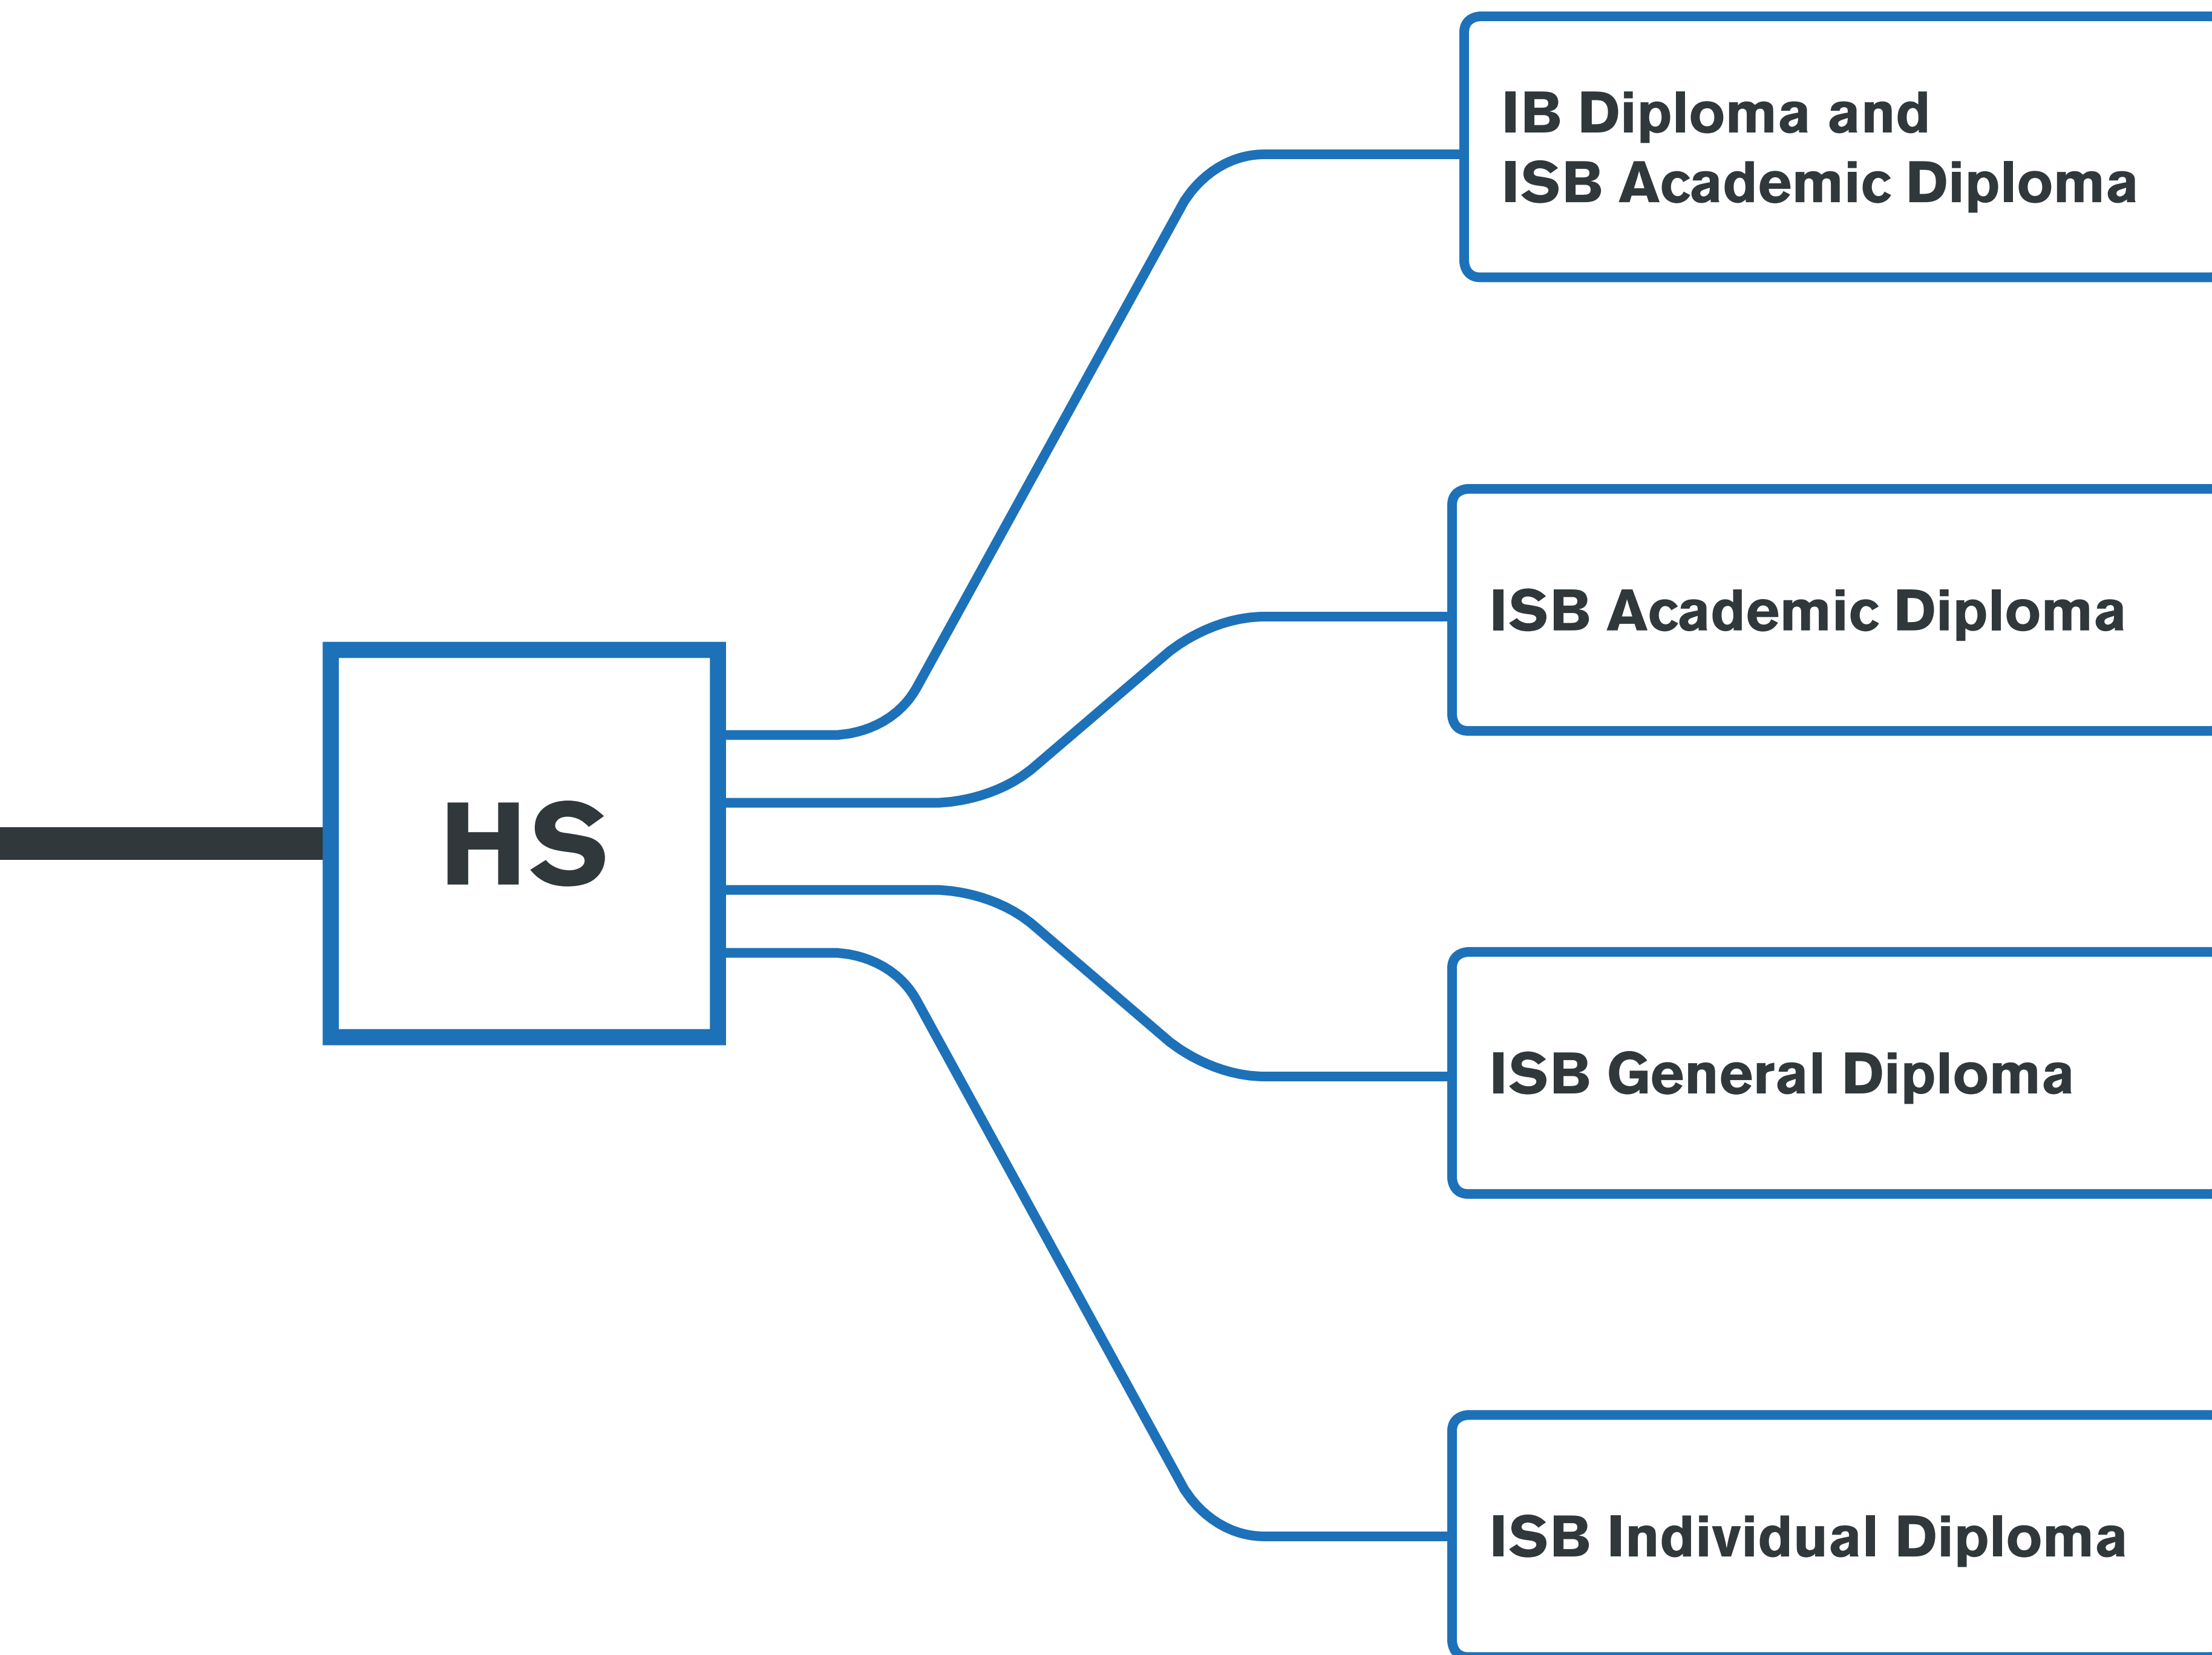 IB Diploma and
ISB Academic Diploma
ISB Academic Diploma
HS
ISB General Diploma
ISB Individual Diploma